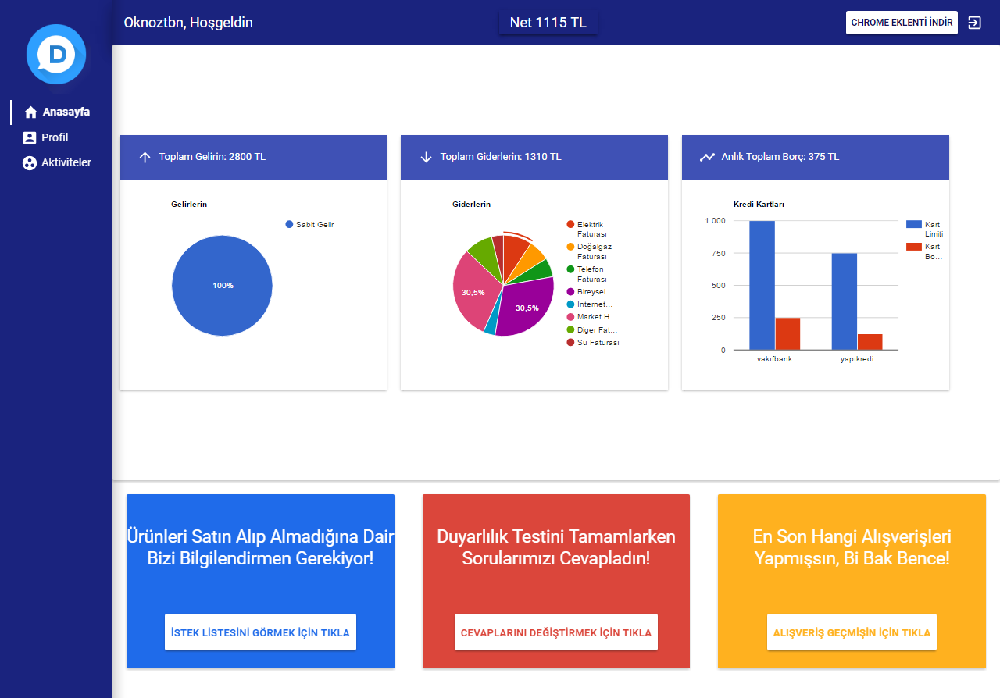 Oknoztbn, Hoşgeldin
Net 1115 TL
CHROME EKLENTİ İNDİR
D
Anasayfa
Profil
Aktiviteler
Toplam Gelirin: 2800 TL
Gelirlerin
Sabit Gelir
100%
Toplam Giderlerin: 1310 TL
Giderlerin
Elektrik
Faturası
Doğalgaz
Faturası
Telefon
Faturası
Bireysel...
Internet...
Market H...
Diger Fat...
Su Faturası
30,5%
30,5%
Anlık Toplam Borç: 375 TL
Kredi Kartları
1.000
750
500
250
0
vakıfbank
yapıkredi
Kart
Limiti
Kart
Bo...
Ürünleri Satın Alıp Almadığına Dair
Bizi Bilgilendirmen Gerekiyor!
İSTEK LİSTESİNİ GÖRMEK İÇİN TIKLA
Duyarlılık Testini Tamamlarken
Sorularımızı Cevapladın!
CEVAPLARINI DEĞİŞTİRMEK İÇİN TIKLA
En Son Hangi Alışverişleri
Yapmışsın, Bi Bak Bence!
ALIŞVERİŞ GEÇMİŞİN İÇİN TIKLA